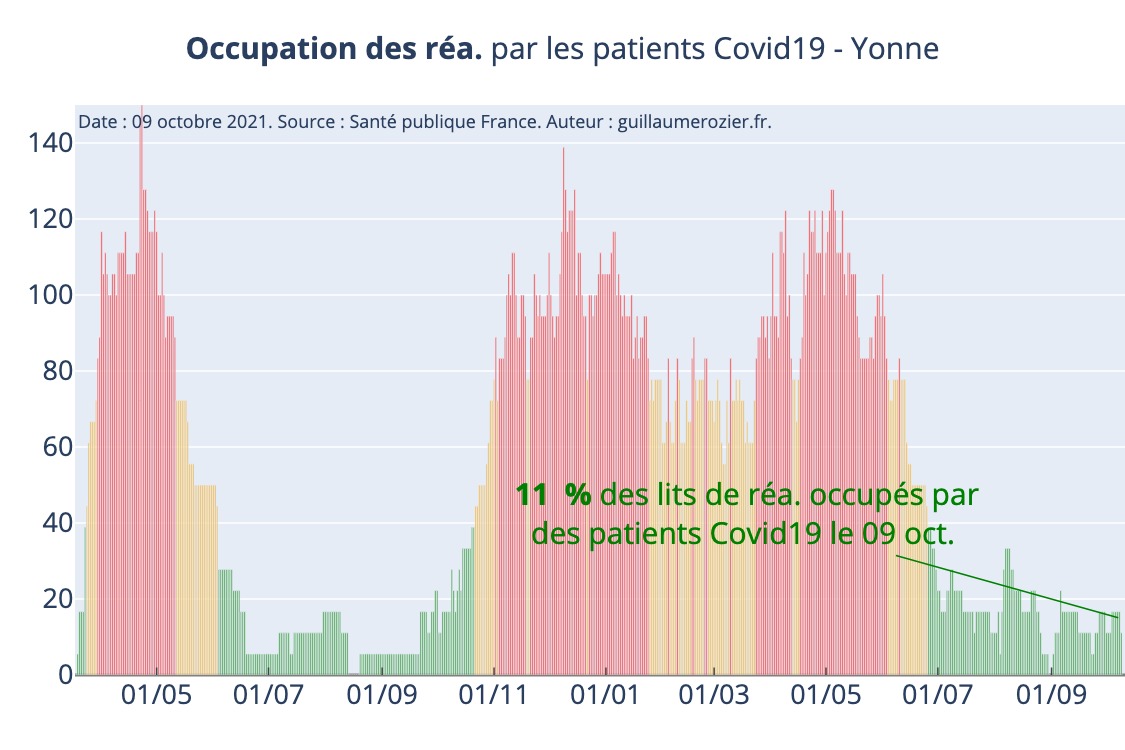 Occupation des réa. par les patients Covid19 - Yonne
Date : 09 octobre 2021. Source : Santé publique France. Auteur : guillaumerozier.fr.
140
120
100
80
60
11 % des lits de réa. occupés par
des patients Covid19 le 09 oct.
40
20
0
01/05 01/07 01/09 01/11 01/01 01/03 01/05 01/07 01/09